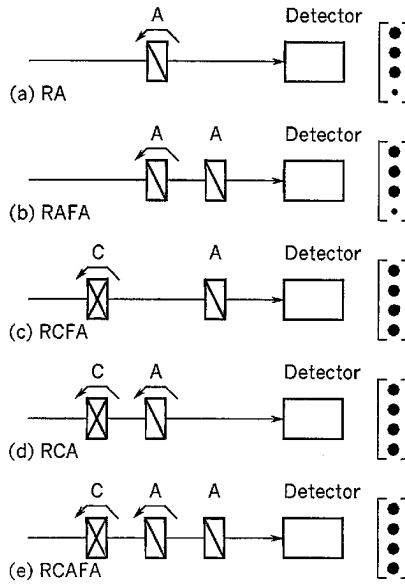 A
Detector
(a) RA
A
A
Detector
(b) RAFA
C
A
Detector
(c) RCFA
C
A
Detector
(d) RCA
C
A
A
Detector
(e) RCAFA